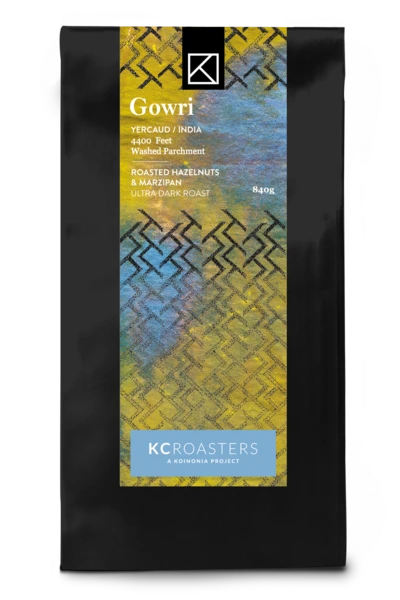 Gowri
YERCAUD / INDIA
4400 Feet
Washed Parchment
ROASTED HAZELNUTS
& MARZIPAN
ULTRA DARK ROAST
840g
KCROASTERS
A KOINONIA PROJECT